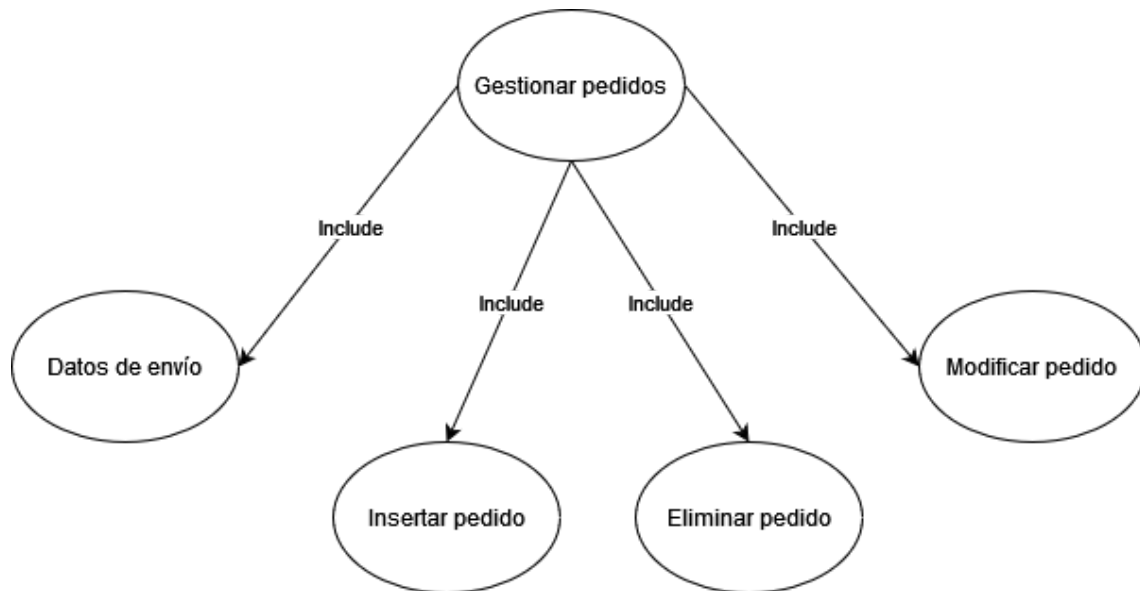 Gestionar pedidos
Include
Include
Include
Include
Datos de envío
Modificar pedido
Insertar pedido
Eliminar pedido